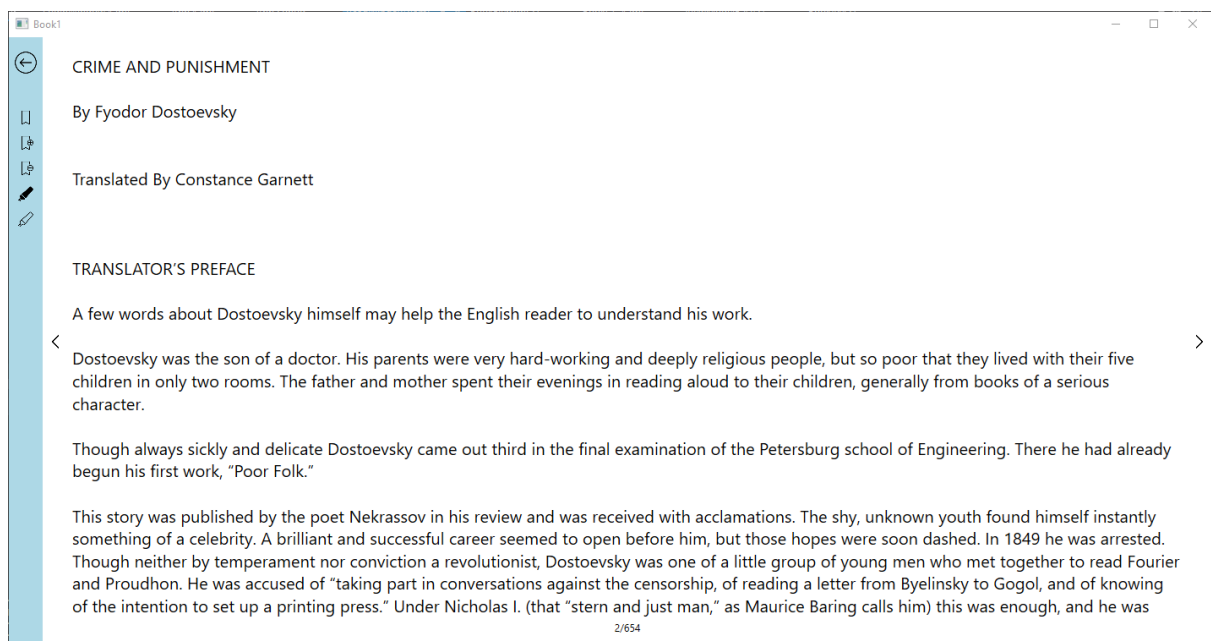 Book1
CRIME AND PUNISHMENT
By Fyodor Dostoevsky
Translated By Constance Garnett
TRANSLATOR’S PREFACE
A few words about Dostoevsky himself may help the English reader to understand his work.
Dostoevsky was the son of a doctor. His parents were very hard-working and deeply religious people, but so poor that they lived with their five
children in only two rooms. The father and mother spent their evenings in reading aloud to their children, generally from books of a serious
character.
Though always sickly and delicate Dostoevsky came out third in the final examination of the Petersburg school of Engineering. There he had already
begun his first work, “Poor Folk.”
This story was published by the poet Nekrassov in his review and was received with acclamations. The shy, unknown youth found himself instantly
something of a celebrity. A brilliant and successful career seemed to open before him, but those hopes were soon dashed. In 1849 he was arrested.
Though neither by temperament nor conviction a revolutionist, Dostoevsky was one of a little group of young men who met together to read Fourier
and Proudhon. He was accused of “taking part in conversations against the censorship, of reading a letter from Byelinsky to Gogol, and of knowing
of the intention to set up a printing press.” Under Nicholas I. (that “stern and just man,” as Maurice Baring calls him) this was enough, and he was
2/654